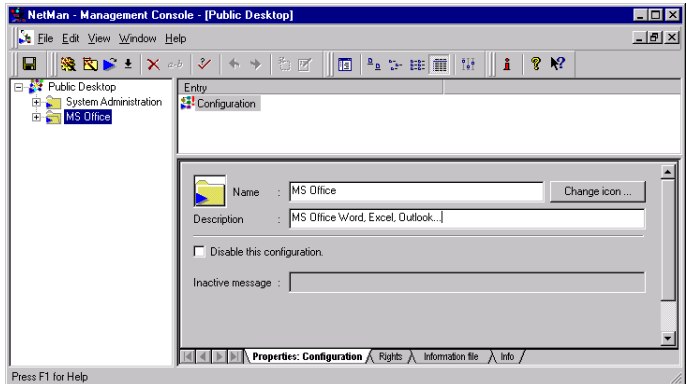 NetMan - Management Console - [Public Desktop]
File Edit View Window Help
a-b
Public Desktop
System Administration
MS Office
Entry
Configuration
Name : MS Office
Change icon ...
Description : MS Office Word, Excel, Outlook...
Disable this configuration.
Inactive message :
Properties: Configuration Rights Information file Info
Press F1 for Help